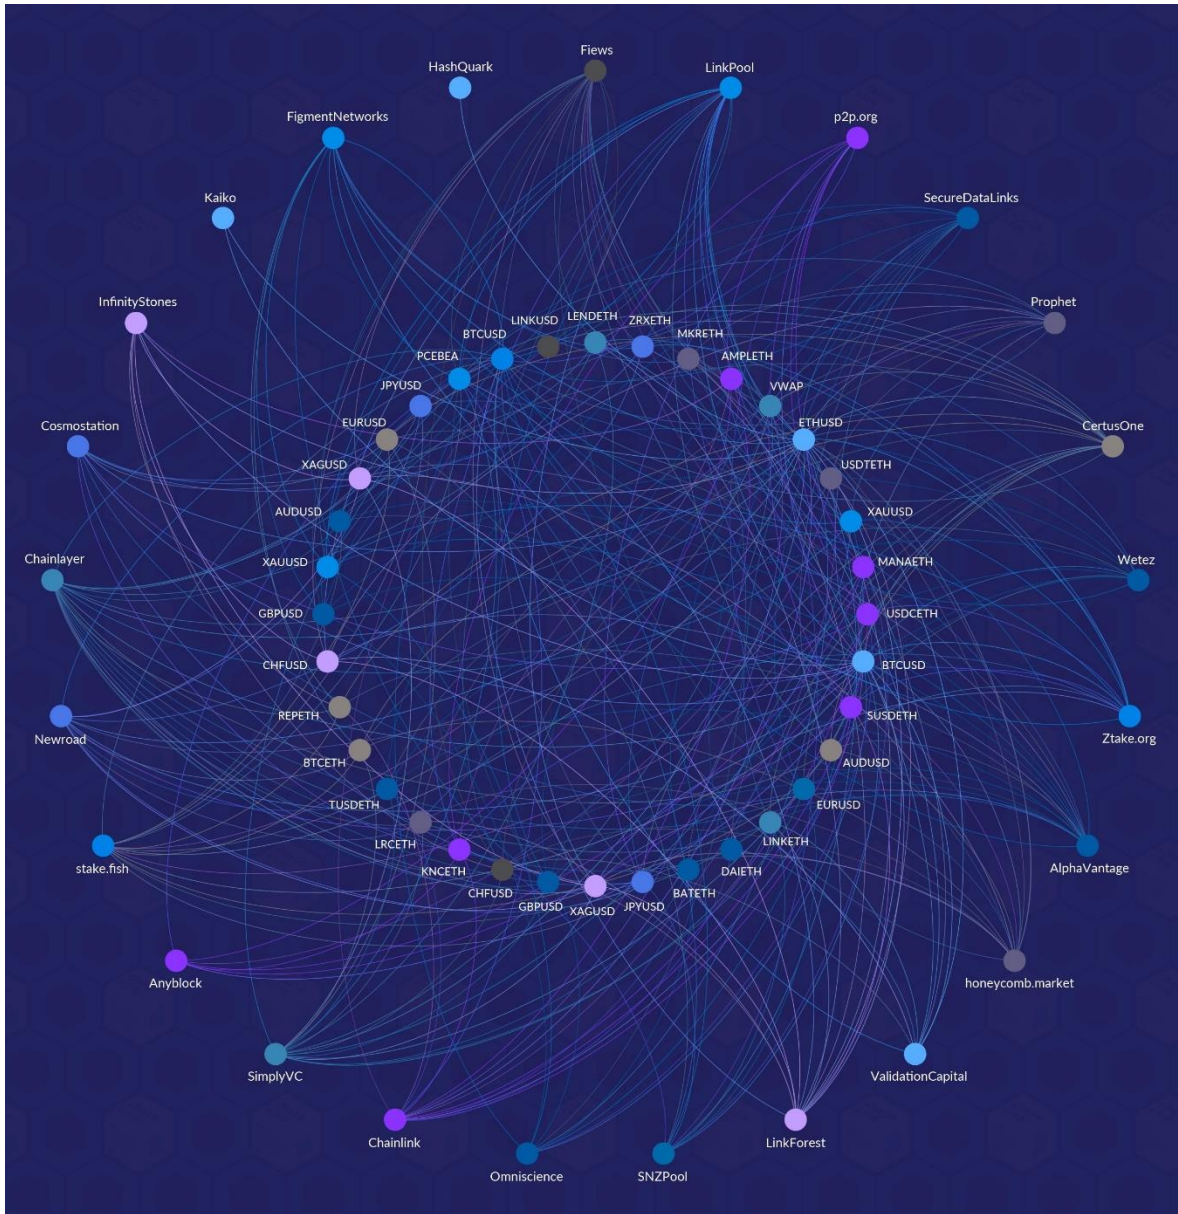 Fiews
HashQuark
LinkPool
FigmentNetworks
p2p.org
Kaiko
SecureDataLinks
InfinityStones
Prophet
Cosmostation
CertusOne
Chainlayer
Wetez
Newroad
Ztake.org
stake.fish
AlphaVantage
Anyblock
honeycomb.market
SimplyVC
ValidationCapital
Chainlink
LinkForest
Omniscience
SNZPool
LENDETH
LINKUSD
ZRXETH
BTCUSD
MKRETH
PCEBEA
AMPLETH
JPYUSD
VWAP
EURUSD
ETHUSD
XAGUSD
USDTETH
AUDUSD
XAUUSD
XAUUSD
MANAETH
GBPUSD
USDCETH
CHFUSD
BTCUSD
REPETH
SUSDETH
BTCETH
AUDUSD
TUSDETH
EURUSD
LRCETH
LINKETH
KNCETH
DAIETH
CHFUSD
BATETH
GBPUSD
JPYUSD
XAGUSD